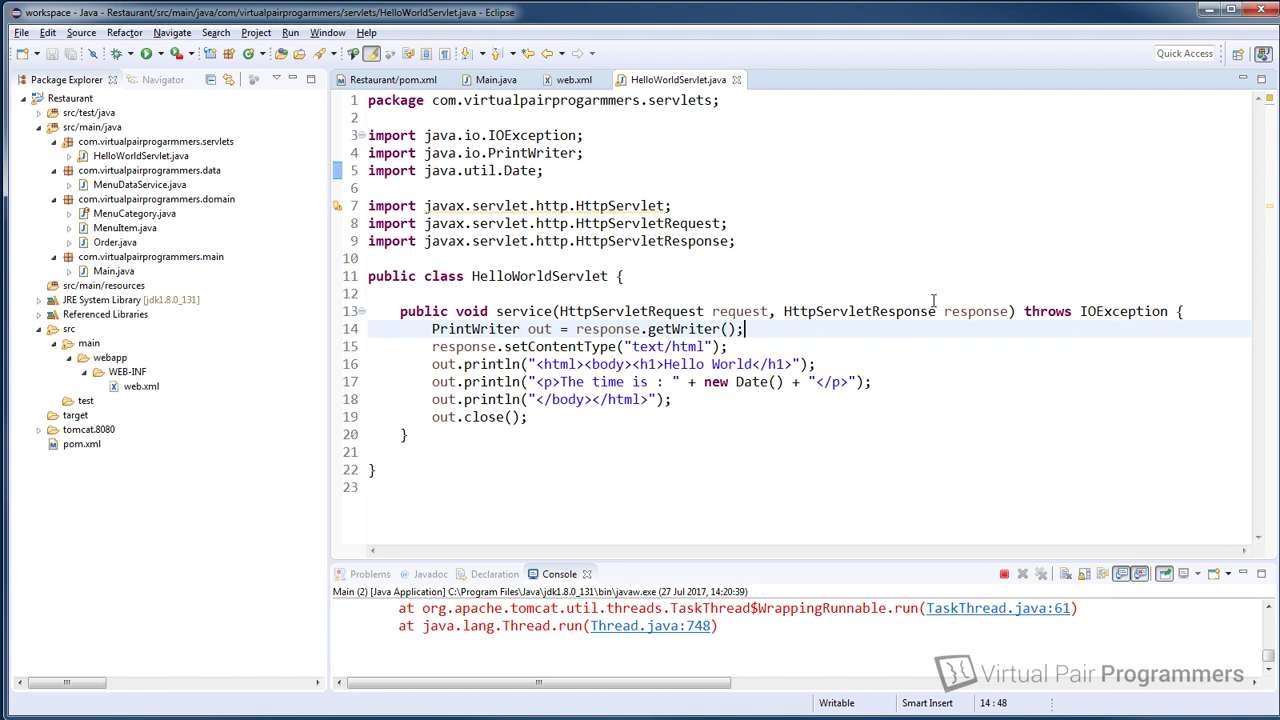 workspace - Java - Restaurant/src/main/java/com/virtualpairprogarmmers/servlets/HelloWorldServlet.java - Eclipse
File Edit Source Refactor Navigate Search Project Run Window Help
Quick Access
Package Explorer Navigator
Restaurant/pom.xml Main.java web.xml HelloWorldServlet.java
Restaurant
src/test/java
src/main/java
com.virtualpairprogarmmers.servlets
HelloWorldServlet.java
com.virtualpairprogrammers.data
MenuDataService.java
com.virtualpairprogrammers.domain
MenuCategory.java
MenuItem.java
Order.java
com.virtualpairprogrammers.main
Main.java
src/main/resources
JRE System Library [jdk1.8.0_131]
Referenced Libraries
src
main
webapp
WEB-INF
web.xml
test
target
tomcat.8080
pom.xml
1 package com.virtualpairprogarmmers.servlets;
2
3 import java.io.IOException;
4 import java.io.PrintWriter;
5 import java.util.Date;
6
7 import javax.servlet.http.HttpServlet;
8 import javax.servlet.http.HttpServletRequest;
9 import javax.servlet.http.HttpServletResponse;
10
11 public class HelloWorldServlet {
12
13 public void service(HttpServletRequest request, HttpServletResponse response) throws IOException {
14 PrintWriter out = response.getWriter();
15 response.setContentType("text/html");
16 out.println("<html><body><h1>Hello World</h1>");
17 out.println("<p>The time is : " + new Date() + "</p>");
18 out.println("</body></html>");
19 out.close();
20 }
21
22 }
23
Problems Javadoc Declaration Console
Main (2) [Java Application] C:\Program Files\Java\jdk1.8.0_131\bin\javaw.exe (27 Jul 2017, 14:20:39)
at org.apache.tomcat.util.threads.TaskThread$WrappingRunnable.run(TaskThread.java:61)
at java.lang.Thread.run(Thread.java:748)
Virtual Pair Programmers
Writable Smart Insert 14 : 48